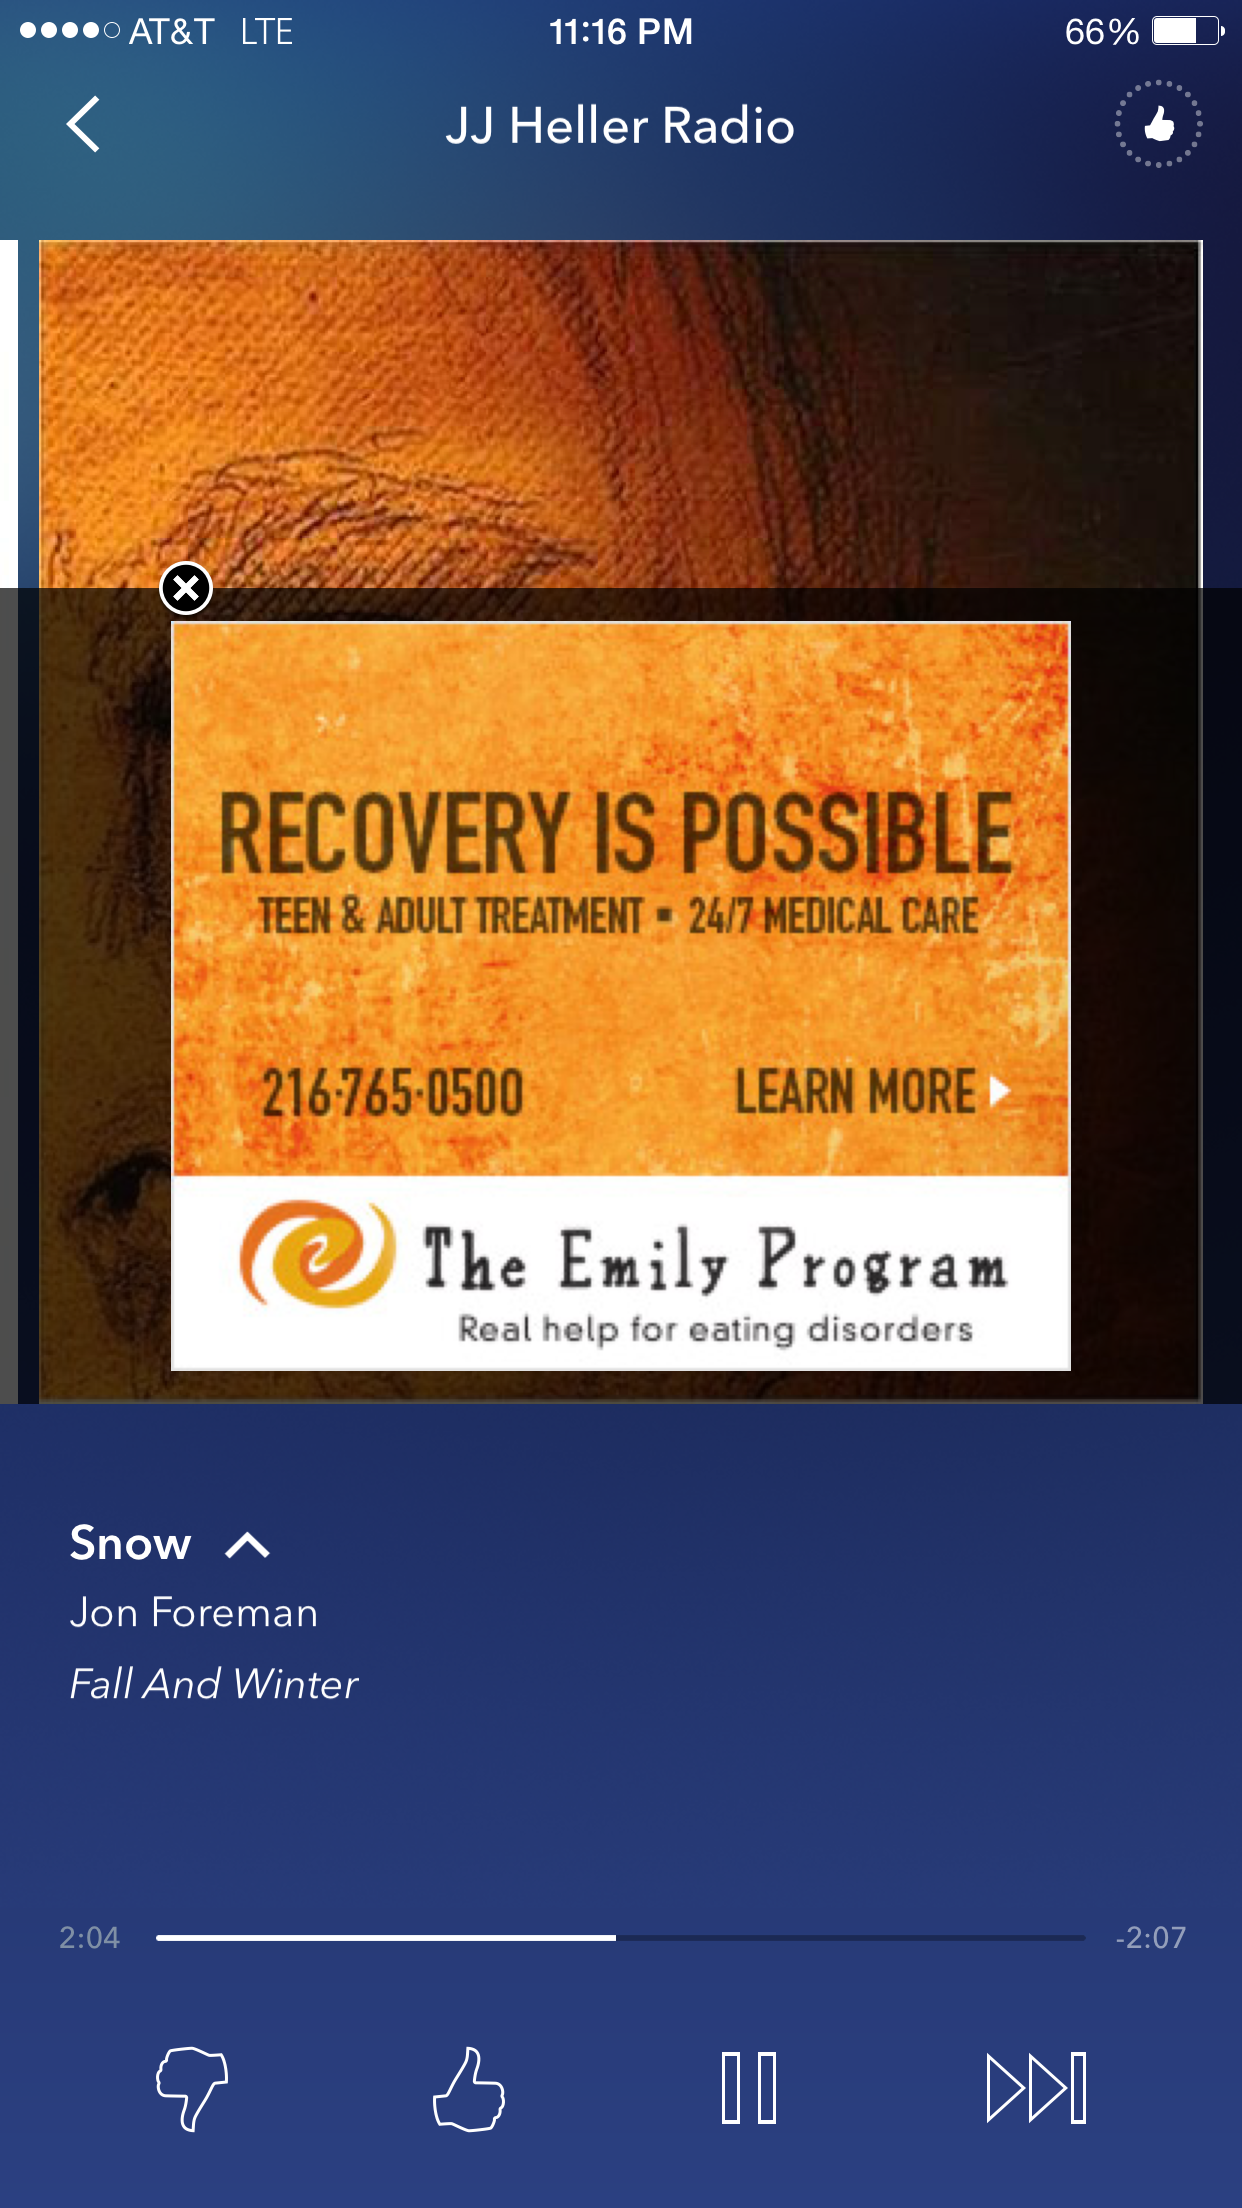 AT&T LTE 11:16 PM 66%
JJ Heller Radio
RECOVERY IS POSSIBLE
TEEN & ADULT TREATMENT ▪ 24/7 MEDICAL CARE
216·765·0500 LEARN MORE
The Emily Program
Real help for eating disorders
Snow
Jon Foreman
Fall And Winter
2:04 -2:07